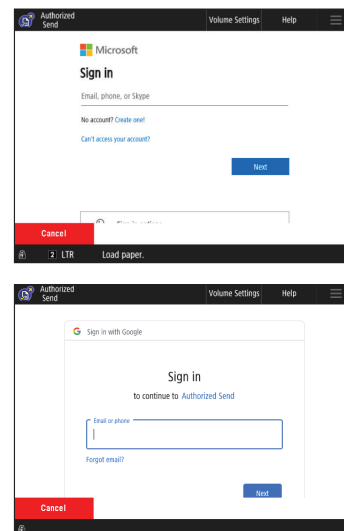 Authorized
Send
Volume Settings
Help
Microsoft
Sign in
Email, phone, or Skype
No account? Create one!
Can't access your account?
Next
Cancel
2 LTR Load paper.
Authorized
Send
Volume Settings
Help
G Sign in with Google
Sign in
to continue to Authorized Send
Email or phone
Forgot email?
Next
Cancel